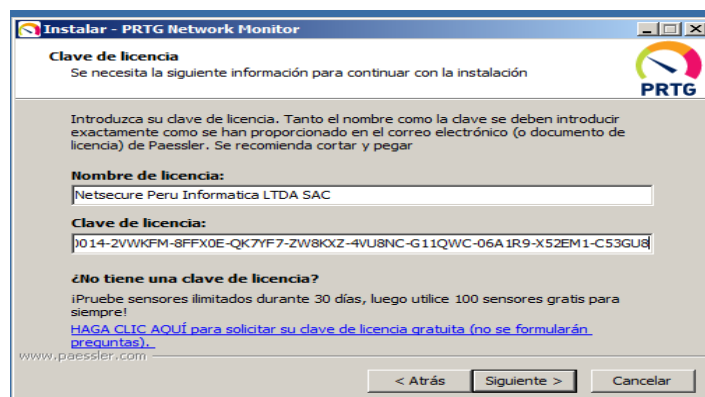 Instalar - PRTG Network Monitor
Clave de licencia
Se necesita la siguiente información para continuar con la instalación
PRTG
Introduzca su clave de licencia. Tanto el nombre como la clave se deben introducir
exactamente como se han proporcionado en el correo electrónico (o documento de
licencia) de Paessler. Se recomienda cortar y pegar
Nombre de licencia:
Netsecure Peru Informatica LTDA SAC
Clave de licencia:
014-2VWKFM-8FFX0E-QK7YF7-ZW8KXZ-4VU8NC-G11QWC-06A1R9-X52EM1-C53GU8
¿No tiene una clave de licencia?
¡Pruebe sensores ilimitados durante 30 días, luego utilice 100 sensores gratis para
siempre!
HAGA CLIC AQUÍ para solicitar su clave de licencia gratuita (no se formularán
preguntas).
www.paessler.com
< Atrás
Siguiente >
Cancelar